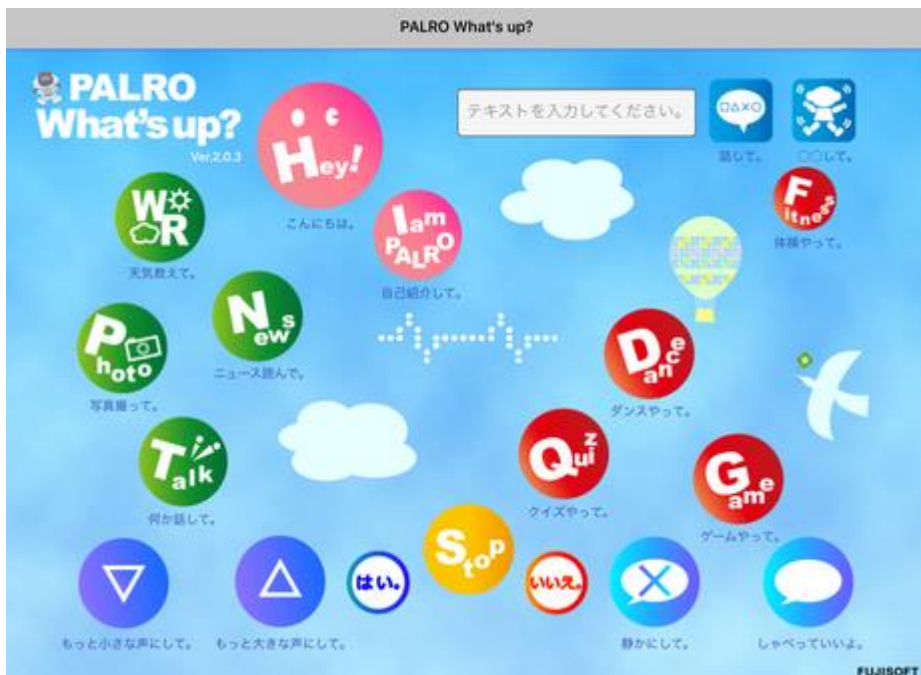 PALRO What's up?
PALRO
What's up?
Ver.2.0.3
Hey!
こんにちは。
テキストを入力してください。
□△×○
話して。
○○して。
WR
天気教えて。
I am PALRO
自己紹介して。
Fitness
体操やって。
News
ニュース読んで。
Photo
写真撮って。
Dance
ダンスやって。
Talk
何か話して。
Quiz
クイズやって。
Game
ゲームやって。
Stop
はい。
いいえ。
もっと小さな声にして。
もっと大きな声にして。
静かにして。
しゃべっていいよ。
FUJISOFT